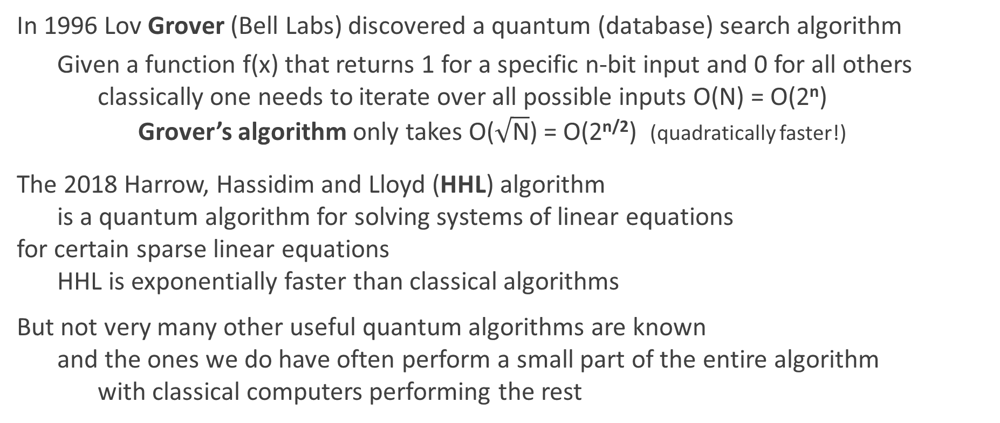 In 1996 Lov Grover (Bell Labs) discovered a quantum (database) search algorithm
Given a function f(x) that returns 1 for a specific n-bit input and 0 for all others
classically one needs to iterate over all possible inputs O(N) = O(2ⁿ)
Grover’s algorithm only takes O(√N) = O(2^n/2) (quadratically faster!)
The 2018 Harrow, Hassidim and Lloyd (HHL) algorithm
is a quantum algorithm for solving systems of linear equations
for certain sparse linear equations
HHL is exponentially faster than classical algorithms
But not very many other useful quantum algorithms are known
and the ones we do have often perform a small part of the entire algorithm
with classical computers performing the rest